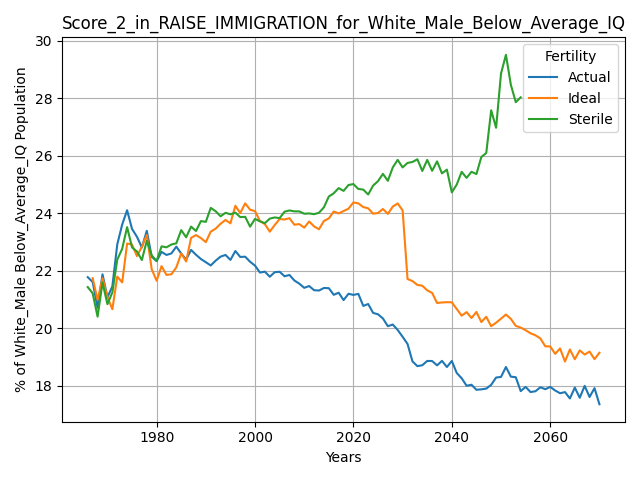 Score_2_in_RAISE_IMMIGRATION_for_White_Male_Below_Average_IQ
% of White_Male Below_Average_IQ Population
30
28
26
24
22
20
18
Fertility
Actual
Ideal
Sterile
1980
2000
2020
2040
2060
Years